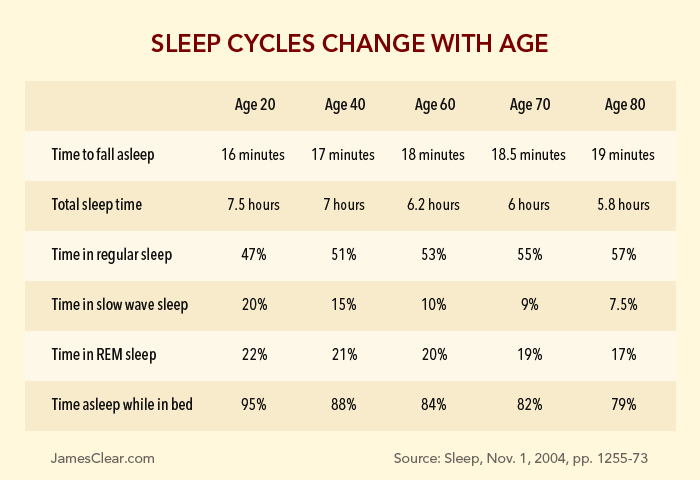 SLEEP CYCLES CHANGE WITH AGE
Age 20 Age 40 Age 60 Age 70 Age 80
Time to fall asleep 16 minutes 17 minutes 18 minutes 18.5 minutes 19 minutes
Total sleep time 7.5 hours 7 hours 6.2 hours 6 hours 5.8 hours
Time in regular sleep 47% 51% 53% 55% 57%
Time in slow wave sleep 20% 15% 10% 9% 7.5%
Time in REM sleep 22% 21% 20% 19% 17%
Time asleep while in bed 95% 88% 84% 82% 79%
JamesClear.com Source: Sleep, Nov. 1, 2004, pp. 1255-73